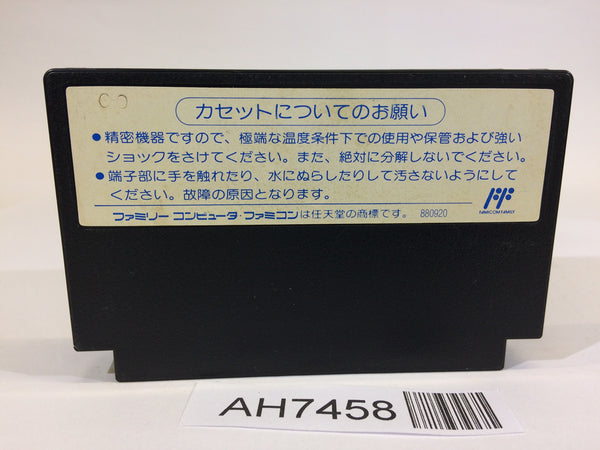 カセットについてのお願い
●精密機器ですので、極端な温度条件下での使用や保管および強い
ショックをさけてください。また、絶対に分解しないでください。
●端子部に手を触れたり、水にぬらしたりして汚さないようにして
ください。故障の原因となります。
FF
FAMICOM FAMILY
ファミリー コンピュータ・ファミコンは任天堂の商標です。 880920
AH7458